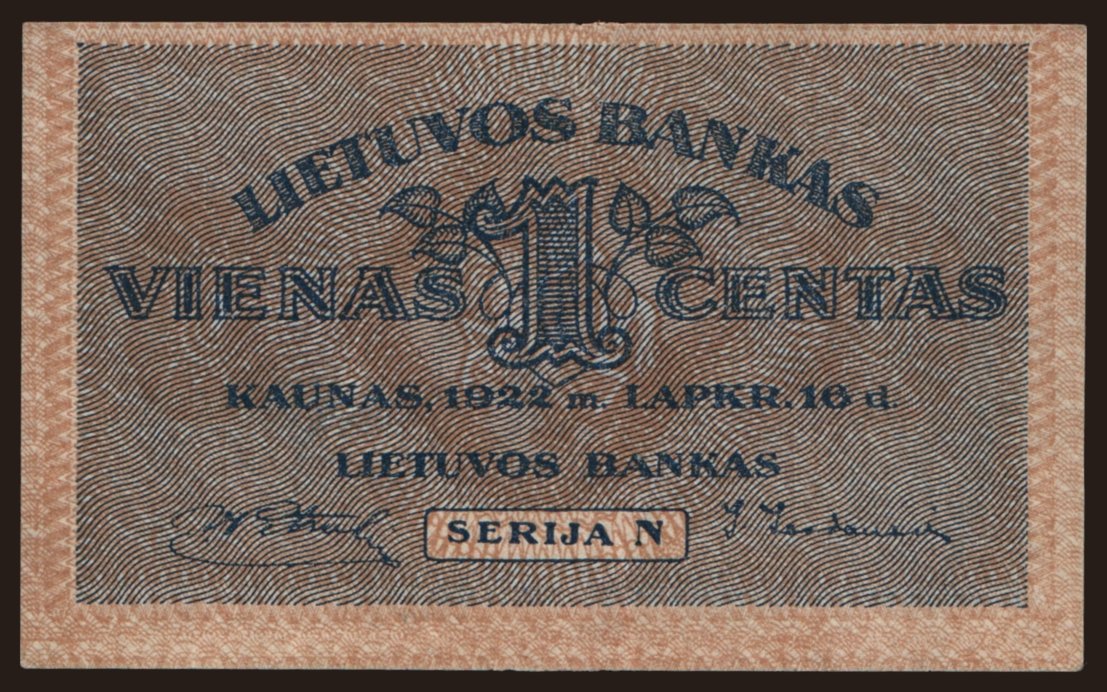 LIETUVOS BANKAS
VIENAS 1 CENTAS
KAUNAS, 1922 m. LAPKR. 16 d.
LIETUVOS BANKAS
SERIJA N